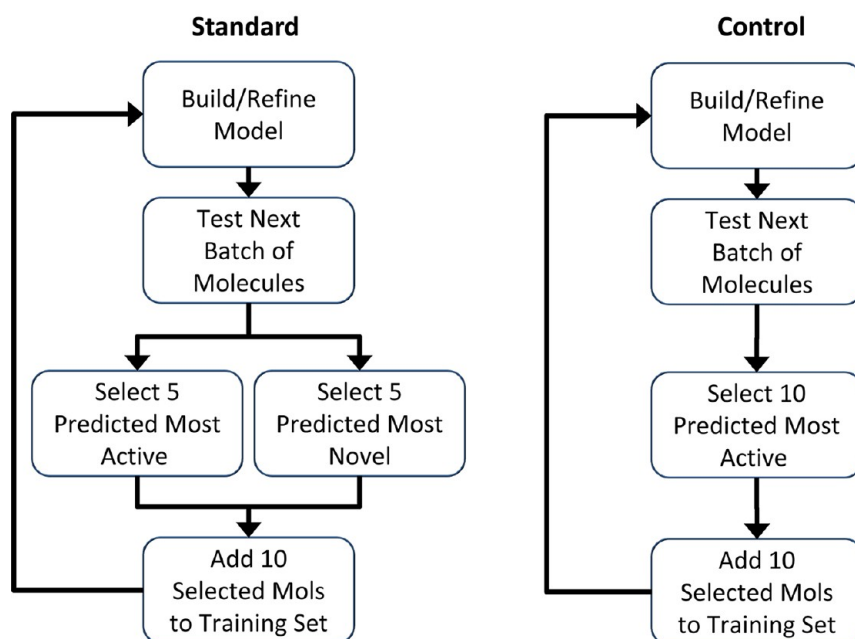 Standard
Build/Refine
Model
Test Next
Batch of
Molecules
Select 5
Predicted Most
Active
Select 5
Predicted Most
Novel
Add 10
Selected Mols
to Training Set
Control
Build/Refine
Model
Test Next
Batch of
Molecules
Select 10
Predicted Most
Active
Add 10
Selected Mols
to Training Set